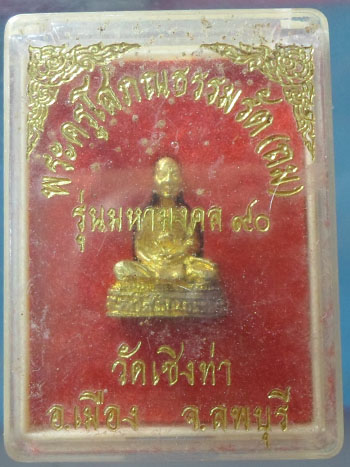 พระครูโสภณธรรมรัต (ถม)
รุ่นมหามงคล ๙๐
วัดเชิงท่า
อ.เมือง จ.ลพบุรี